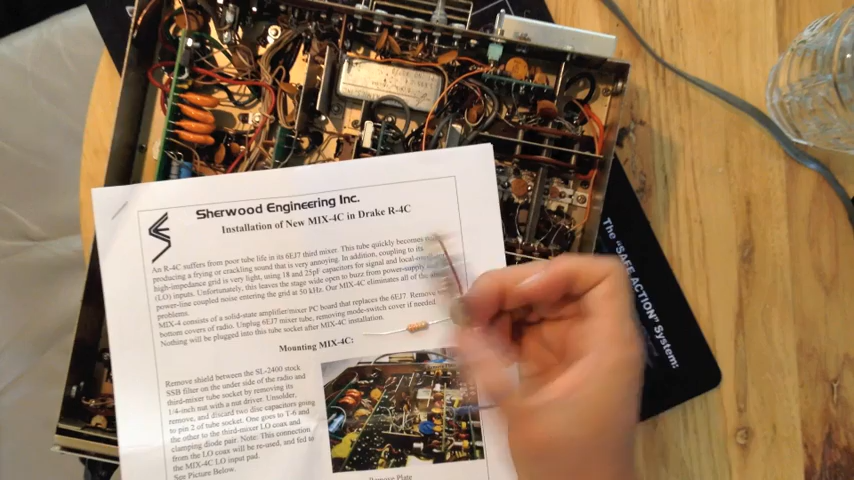 Sherwood Engineering Inc.
Installation of New MIX-4C in Drake R-4C
An R-4C suffers from poor tube life in its 6EJ7 third mixer. This tube quickly becomes
producing a frying or crackling sound that is very annoying. In addition, coupling to its
high-impedance grid is very light, using 18 and 25pF capacitors for signal and local-
(LO) inputs. Unfortunately, this leaves the stage wide open to buzz from power-supply
power-line coupled noise entering the grid at 50 kHz. Our MIX-4C eliminates all of the
problems.
MIX-4 consists of a solid-state amplifier/mixer PC board that replaces the 6EJ7. Remove
bottom covers of radio. Unplug 6EJ7 mixer tube, removing mode-switch cover if needed.
Nothing will be plugged into this tube socket after MIX-4C installation.
Mounting MIX-4C:
Remove shield between the SL-2400 stock
SSB filter on the under side of the radio and
third-mixer tube socket by removing its
1/4-inch nut with a nut driver. Unsolder,
remove, and discard two disc capacitors going
to pin 2 of tube socket. One goes to T-6 and
the other to the third-mixer LO coax and
clamping diode pair. Note: This connection
from the LO coax will be re-used, and fed to
the MIX-4C LO input pad.
See Picture Below.
Remove Plate
The "SAFE ACTION" System: